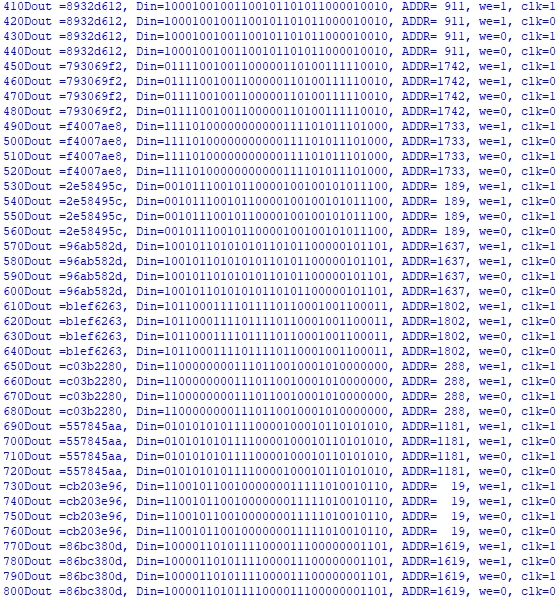 410Dout =8932d612, Din=10001001001100101101011000010010, ADDR= 911, we=1, clk=1
420Dout =8932d612, Din=10001001001100101101011000010010, ADDR= 911, we=1, clk=0
430Dout =8932d612, Din=10001001001100101101011000010010, ADDR= 911, we=0, clk=1
440Dout =8932d612, Din=10001001001100101101011000010010, ADDR= 911, we=0, clk=0
450Dout =793069f2, Din=01111001001100000110100111110010, ADDR=1742, we=1, clk=1
460Dout =793069f2, Din=01111001001100000110100111110010, ADDR=1742, we=1, clk=0
470Dout =793069f2, Din=01111001001100000110100111110010, ADDR=1742, we=0, clk=1
480Dout =793069f2, Din=01111001001100000110100111110010, ADDR=1742, we=0, clk=0
490Dout =f4007ae8, Din=11110100000000000111101011101000, ADDR=1733, we=1, clk=1
500Dout =f4007ae8, Din=11110100000000000111101011101000, ADDR=1733, we=1, clk=0
510Dout =f4007ae8, Din=11110100000000000111101011101000, ADDR=1733, we=0, clk=1
520Dout =f4007ae8, Din=11110100000000000111101011101000, ADDR=1733, we=0, clk=0
530Dout =2e58495c, Din=00101110010110000100100101011100, ADDR= 189, we=1, clk=1
540Dout =2e58495c, Din=00101110010110000100100101011100, ADDR= 189, we=1, clk=0
550Dout =2e58495c, Din=00101110010110000100100101011100, ADDR= 189, we=0, clk=1
560Dout =2e58495c, Din=00101110010110000100100101011100, ADDR= 189, we=0, clk=0
570Dout =96ab582d, Din=10010110101010110101100000101101, ADDR=1637, we=1, clk=1
580Dout =96ab582d, Din=10010110101010110101100000101101, ADDR=1637, we=1, clk=0
590Dout =96ab582d, Din=10010110101010110101100000101101, ADDR=1637, we=0, clk=1
600Dout =96ab582d, Din=10010110101010110101100000101101, ADDR=1637, we=0, clk=0
610Dout =b1ef6263, Din=10110001111011110110001001100011, ADDR=1802, we=1, clk=1
620Dout =b1ef6263, Din=10110001111011110110001001100011, ADDR=1802, we=1, clk=0
630Dout =b1ef6263, Din=10110001111011110110001001100011, ADDR=1802, we=0, clk=1
640Dout =b1ef6263, Din=10110001111011110110001001100011, ADDR=1802, we=0, clk=0
650Dout =c03b2280, Din=11000000001110110010001010000000, ADDR= 288, we=1, clk=1
660Dout =c03b2280, Din=11000000001110110010001010000000, ADDR= 288, we=1, clk=0
670Dout =c03b2280, Din=11000000001110110010001010000000, ADDR= 288, we=0, clk=1
680Dout =c03b2280, Din=11000000001110110010001010000000, ADDR= 288, we=0, clk=0
690Dout =557845aa, Din=01010101011110000100010110101010, ADDR=1181, we=1, clk=1
700Dout =557845aa, Din=01010101011110000100010110101010, ADDR=1181, we=1, clk=0
710Dout =557845aa, Din=01010101011110000100010110101010, ADDR=1181, we=0, clk=1
720Dout =557845aa, Din=01010101011110000100010110101010, ADDR=1181, we=0, clk=0
730Dout =cb203e96, Din=11001011001000000011111010010110, ADDR=  19, we=1, clk=1
740Dout =cb203e96, Din=11001011001000000011111010010110, ADDR=  19, we=1, clk=0
750Dout =cb203e96, Din=11001011001000000011111010010110, ADDR=  19, we=0, clk=1
760Dout =cb203e96, Din=11001011001000000011111010010110, ADDR=  19, we=0, clk=0
770Dout =86bc380d, Din=10000110101111000011100000001101, ADDR=1619, we=1, clk=1
780Dout =86bc380d, Din=10000110101111000011100000001101, ADDR=1619, we=1, clk=0
790Dout =86bc380d, Din=10000110101111000011100000001101, ADDR=1619, we=0, clk=1
800Dout =86bc380d, Din=10000110101111000011100000001101, ADDR=1619, we=0, clk=0